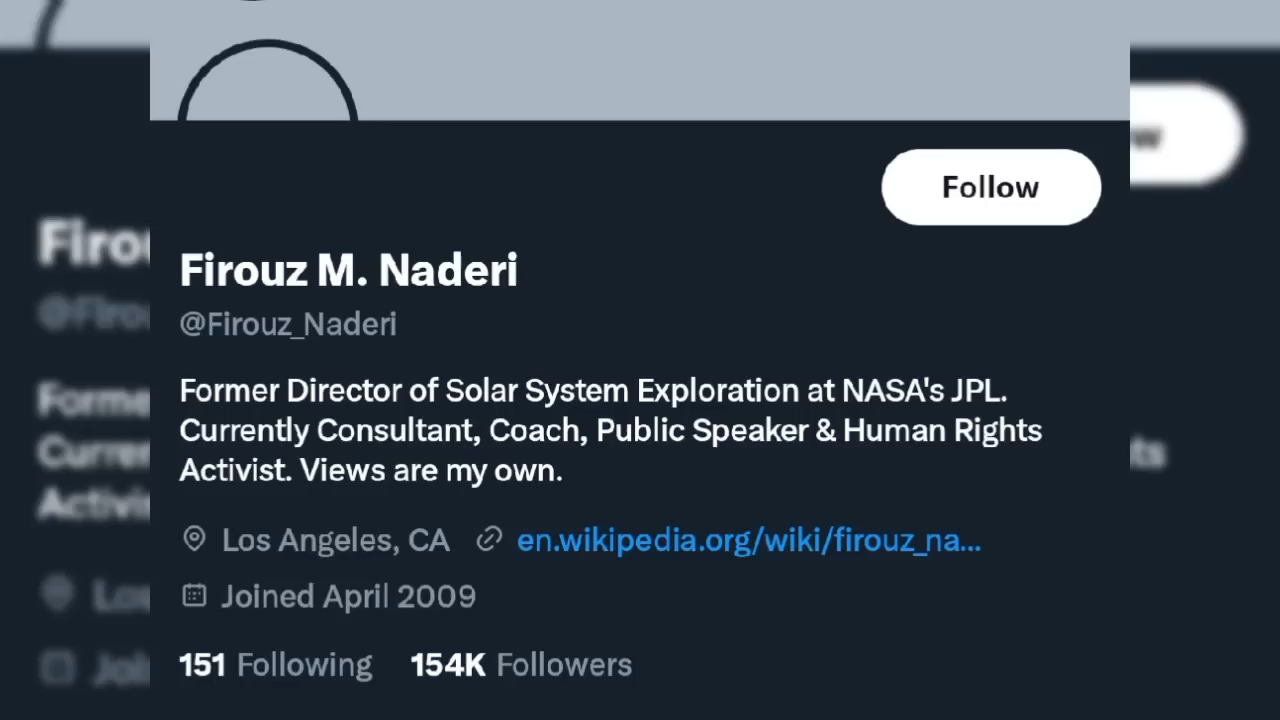 Follow
Firouz M. Naderi
@Firouz_Naderi
Former Director of Solar System Exploration at NASA's JPL.
Currently Consultant, Coach, Public Speaker & Human Rights
Activist. Views are my own.
Los Angeles, CA en.wikipedia.org/wiki/firouz_na...
Joined April 2009
151 Following 154K Followers